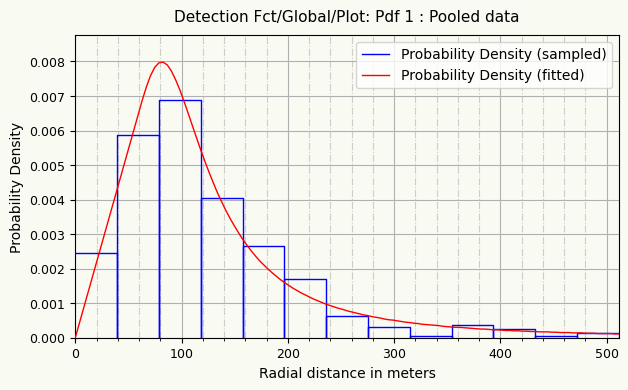 Detection Fct/Global/Plot: Pdf 1 : Pooled data
Probability Density (sampled)
Probability Density (fitted)
Probability Density
0.008
0.007
0.006
0.005
0.004
0.003
0.002
0.001
0.000
0 100 200 300 400 500
Radial distance in meters